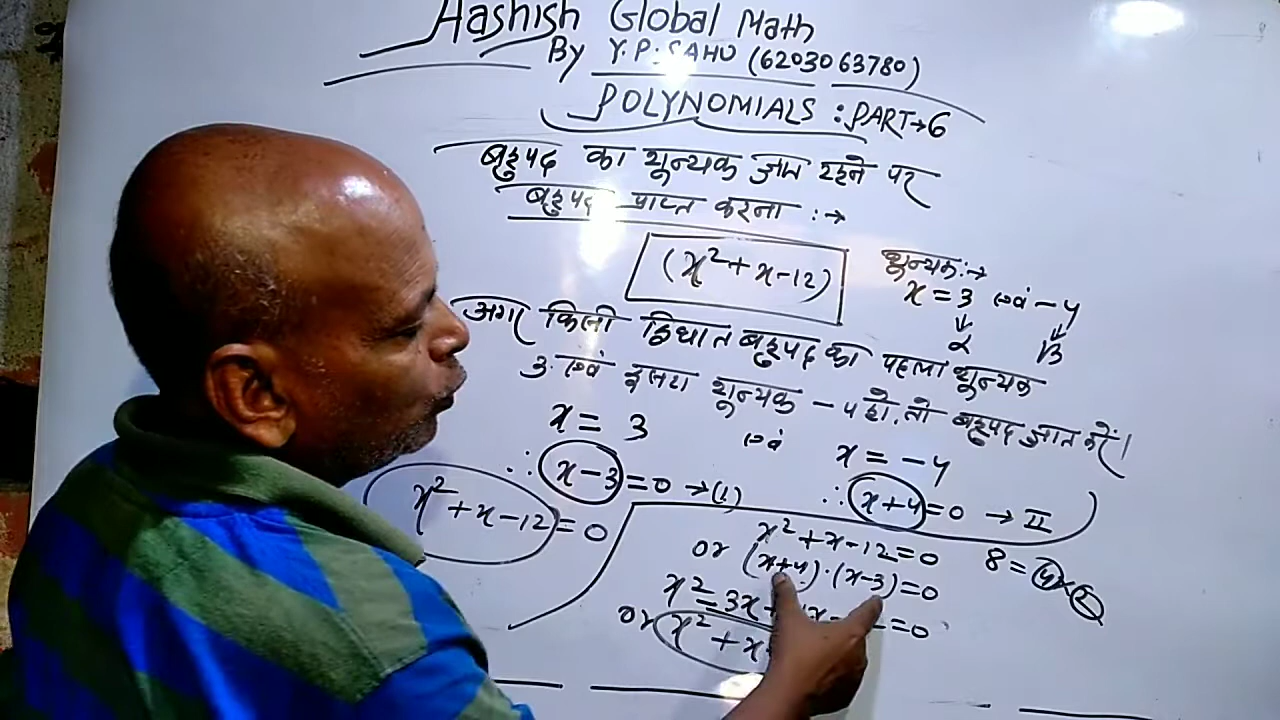 Aashish Global Math
By Y.P. SAHU (6203063780)
POLYNOMIALS : PART→6
बहुपद का शून्यक ज्ञात रहने पर
बहुपद प्राप्त करना :→
(x²+x-12)
शून्यक:→
x = 3 एवं -4
↓ ↓
α β
अगर किसी द्विघात बहुपद का पहला शून्यक
3 एवं दूसरा शून्यक -4 हो, तो बहुपद ज्ञात करें।
x = 3 एवं x = -4
∴ x-3=0 →(1) ∴ x+4=0 → II
x²+x-12=0
x²+x-12=0
or (x+4)·(x-3)=0
8=4×2
x²-3x+
=0
or x²+x